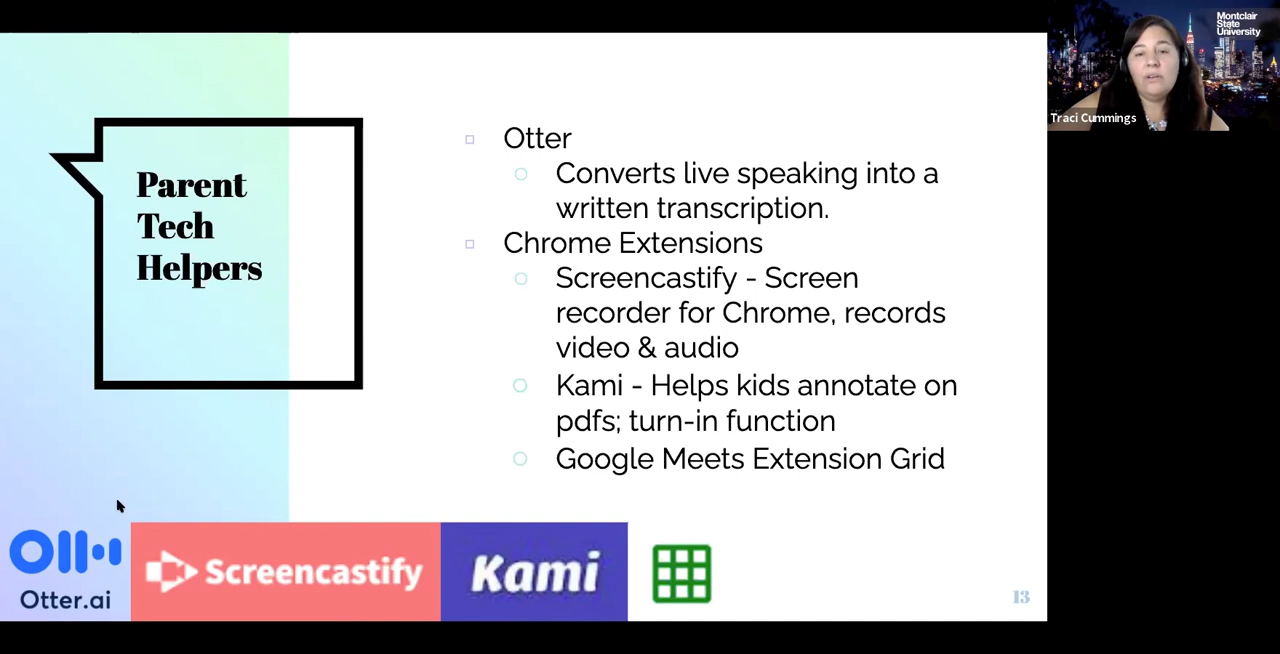 Parent
Tech
Helpers
Otter
Converts live speaking into a
written transcription.
Chrome Extensions
Screencastify - Screen
recorder for Chrome, records
video & audio
Kami - Helps kids annotate on
pdfs; turn-in function
Google Meets Extension Grid
Otter.ai
Screencastify
Kami
13
Montclair
State
University
Traci Cummings